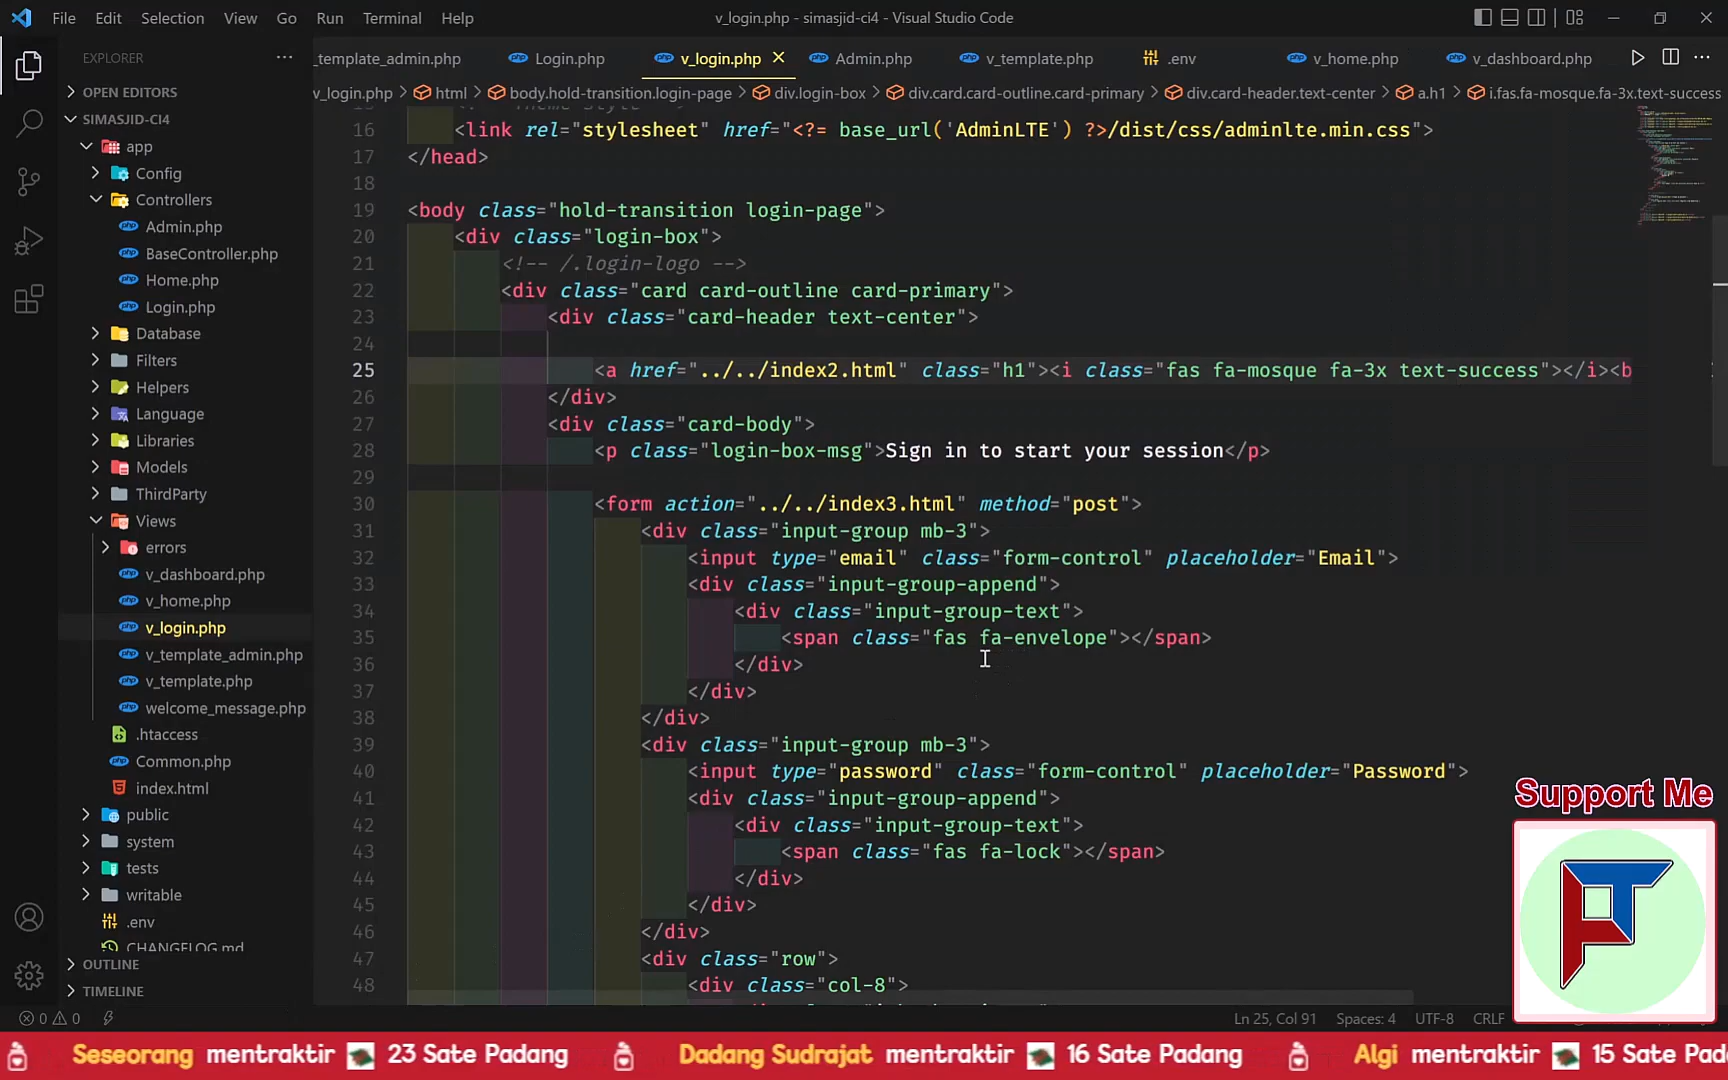 File Edit Selection View Go Run Terminal Help v_login.php - simasjid-ci4 - Visual Studio Code
EXPLORER
_template_admin.php Login.php v_login.php Admin.php v_template.php .env v_home.php v_dashboard.php
OPEN EDITORS
v_login.php > html > body.hold-transition.login-page > div.login-box > div.card.card-outline.card-primary > div.card-header.text-center > a.h1 > i.fas.fa-mosque.fa-3x.text-success
SIMASJID-CI4
app
Config
Controllers
Admin.php
BaseController.php
Home.php
Login.php
Database
Filters
Helpers
Language
Libraries
Models
ThirdParty
Views
errors
v_dashboard.php
v_home.php
v_login.php
v_template_admin.php
v_template.php
welcome_message.php
.htaccess
Common.php
index.html
public
system
tests
writable
.env
CHANGELOG.md
OUTLINE
TIMELINE
16 <link rel="stylesheet" href="<?= base_url('AdminLTE') ?>/dist/css/adminlte.min.css">
17 </head>
18
19 <body class="hold-transition login-page">
20 <div class="login-box">
21 <!-- /.login-logo -->
22 <div class="card card-outline card-primary">
23 <div class="card-header text-center">
24
25 <a href="../../index2.html" class="h1"><i class="fas fa-mosque fa-3x text-success"></i><b
26 </div>
27 <div class="card-body">
28 <p class="login-box-msg">Sign in to start your session</p>
29
30 <form action="../../index3.html" method="post">
31 <div class="input-group mb-3">
32 <input type="email" class="form-control" placeholder="Email">
33 <div class="input-group-append">
34 <div class="input-group-text">
35 <span class="fas fa-envelope"></span>
36 </div>
37 </div>
38 </div>
39 <div class="input-group mb-3">
40 <input type="password" class="form-control" placeholder="Password">
41 <div class="input-group-append">
42 <div class="input-group-text">
43 <span class="fas fa-lock"></span>
44 </div>
45 </div>
46 </div>
47 <div class="row">
48 <div class="col-8">
Support Me
0 0 Ln 25, Col 91 Spaces: 4 UTF-8 CRLF
Seseorang mentraktir 23 Sate Padang Dadang Sudrajat mentraktir 16 Sate Padang Algi mentraktir 15 Sate Pad